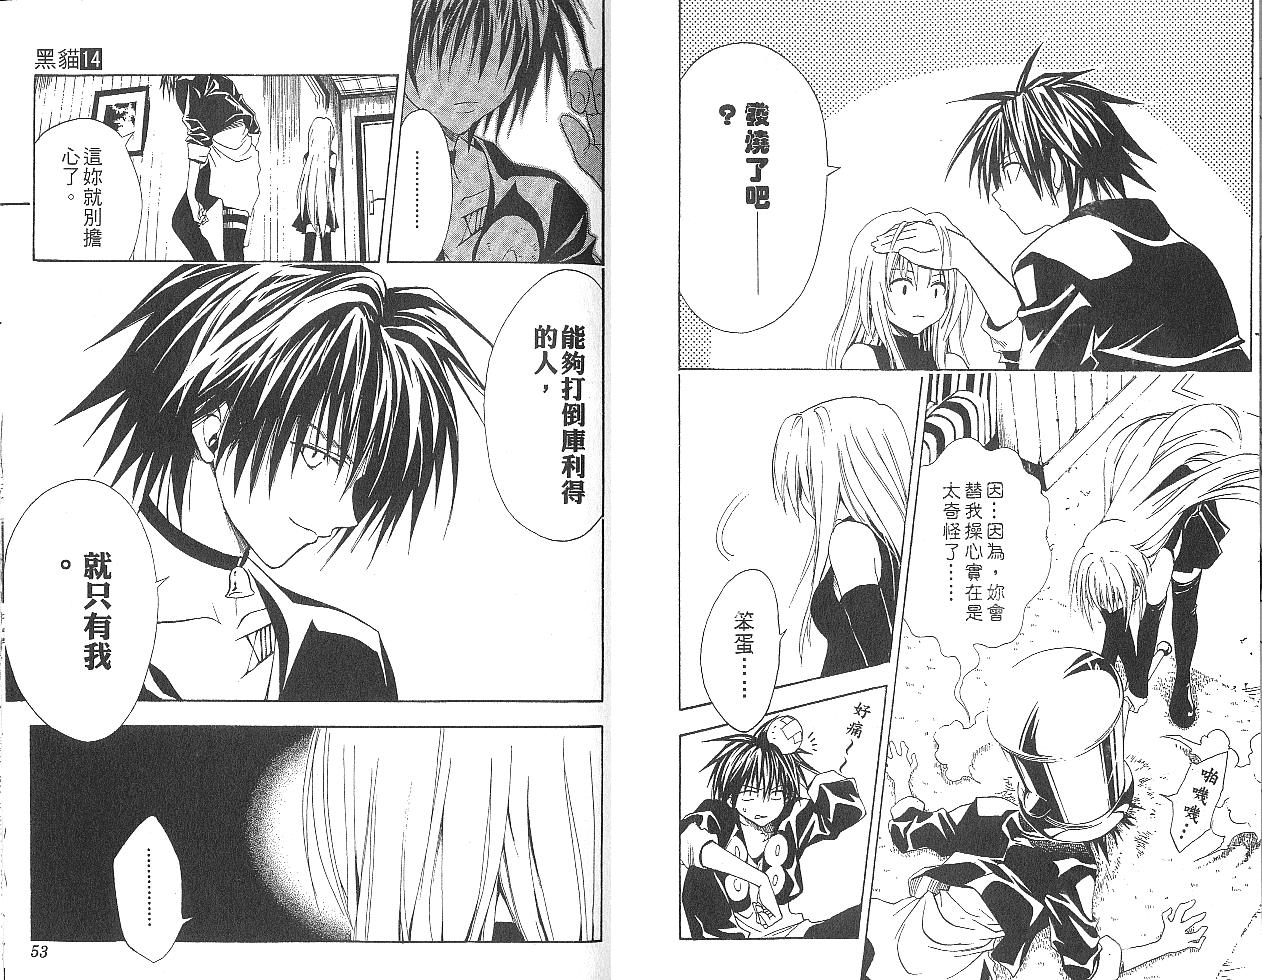 發燒了吧——
？
因…因為，妳會
替我操心實在是
太奇怪了……
笨蛋……
啪嘰嘰…
好痛～
黑貓14
…………
這妳就別擔
心了。
能夠打倒庫利得
的人，
就只有我
。
…………
53